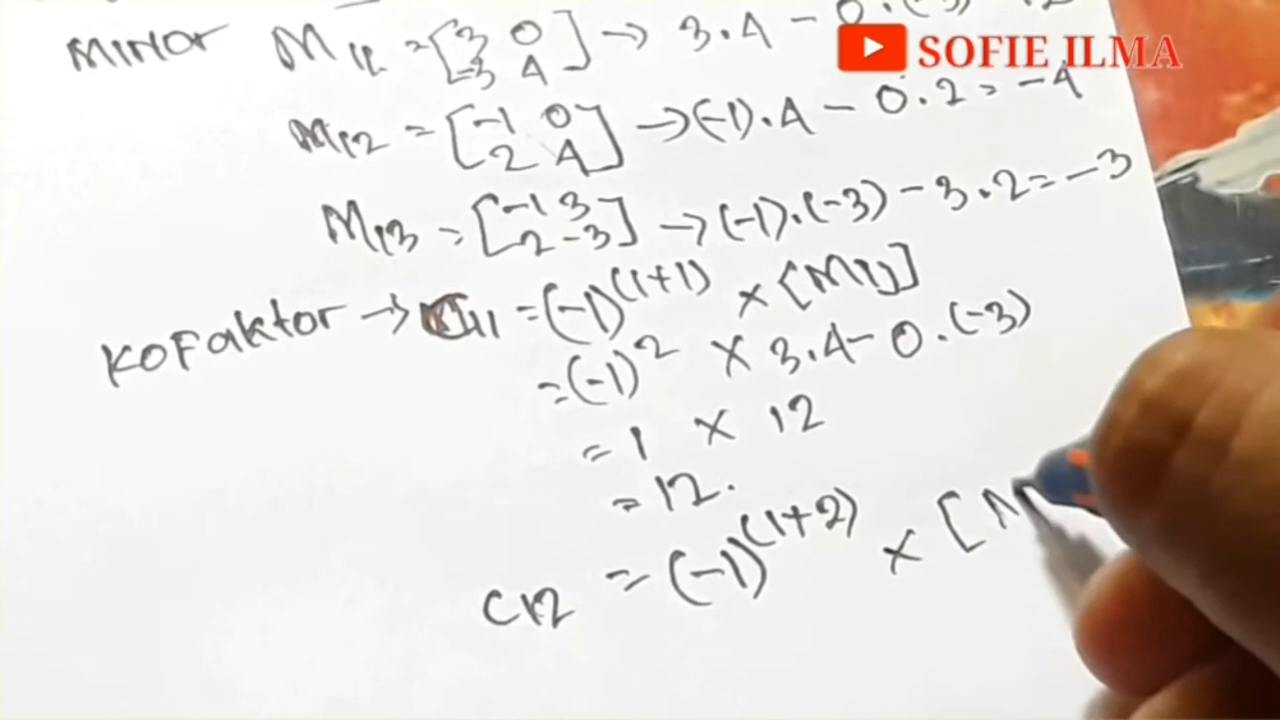 MINOR M11 = [3 0 -3 4] → 3.4 - 0.(-3)
SOFIE ILMA
M12 = [-1 0 2 4] → (-1).4 - 0.2 = -4
M13 = [-1 3 2 -3] → (-1).(-3) - 3.2 = -3
KOFaktor → C11 = (-1)^(1+1) × [M11]
= (-1)^2 × 3.4 - 0.(-3)
= 1 × 12
= 12.
C12 = (-1)^(1+2) × [M